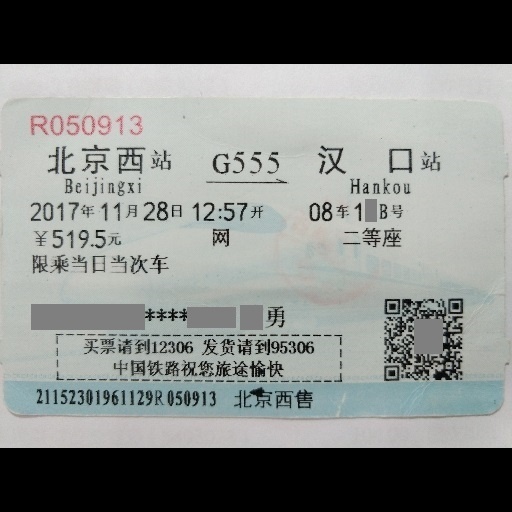 R050913
北京西站 G555 汉口站
Beijingxi Hankou
2017年11月28日 12:57开 08车1 B号
￥519.5元 网 二等座
限乘当日当次车
**** 勇
买票请到12306 发货请到95306
中国铁路祝您旅途愉快
21152301961129R050913 北京西售